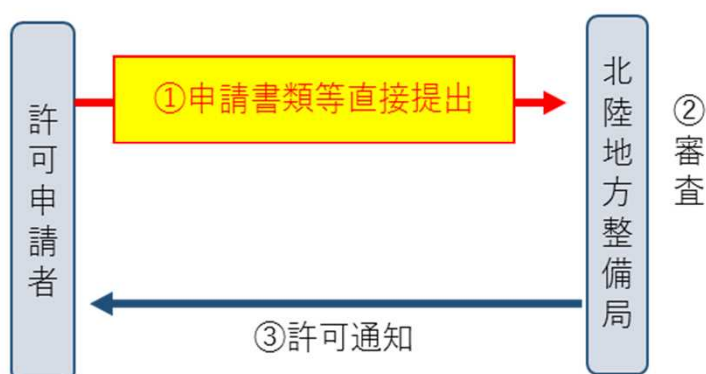 許可申請者
①申請書類等直接提出
北陸地方整備局
②審査
③許可通知